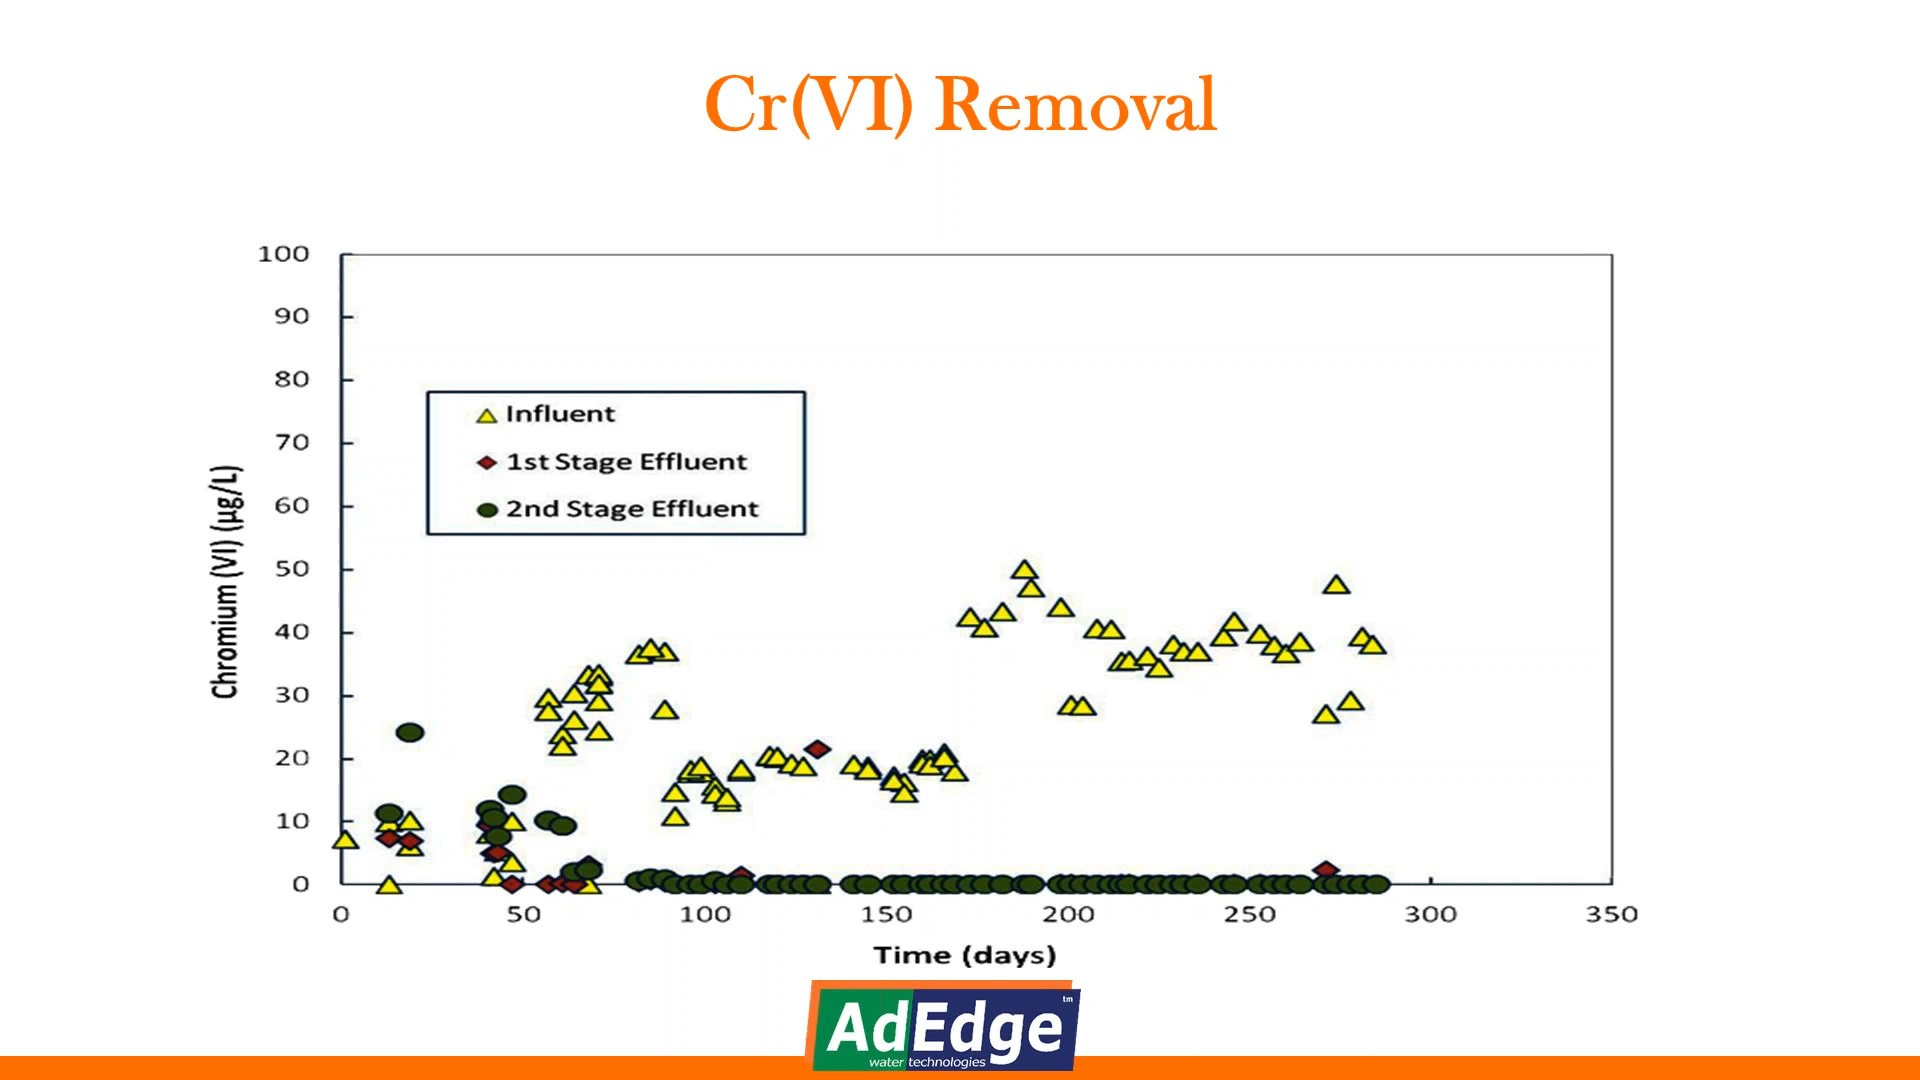 Cr(VI) Removal
100
90
80
70
60
50
40
30
20
10
0
Chromium (VI) (µg/L)
Influent
1st Stage Effluent
2nd Stage Effluent
0 50 100 150 200 250 300 350
Time (days)
AdEdge tm
water technologies